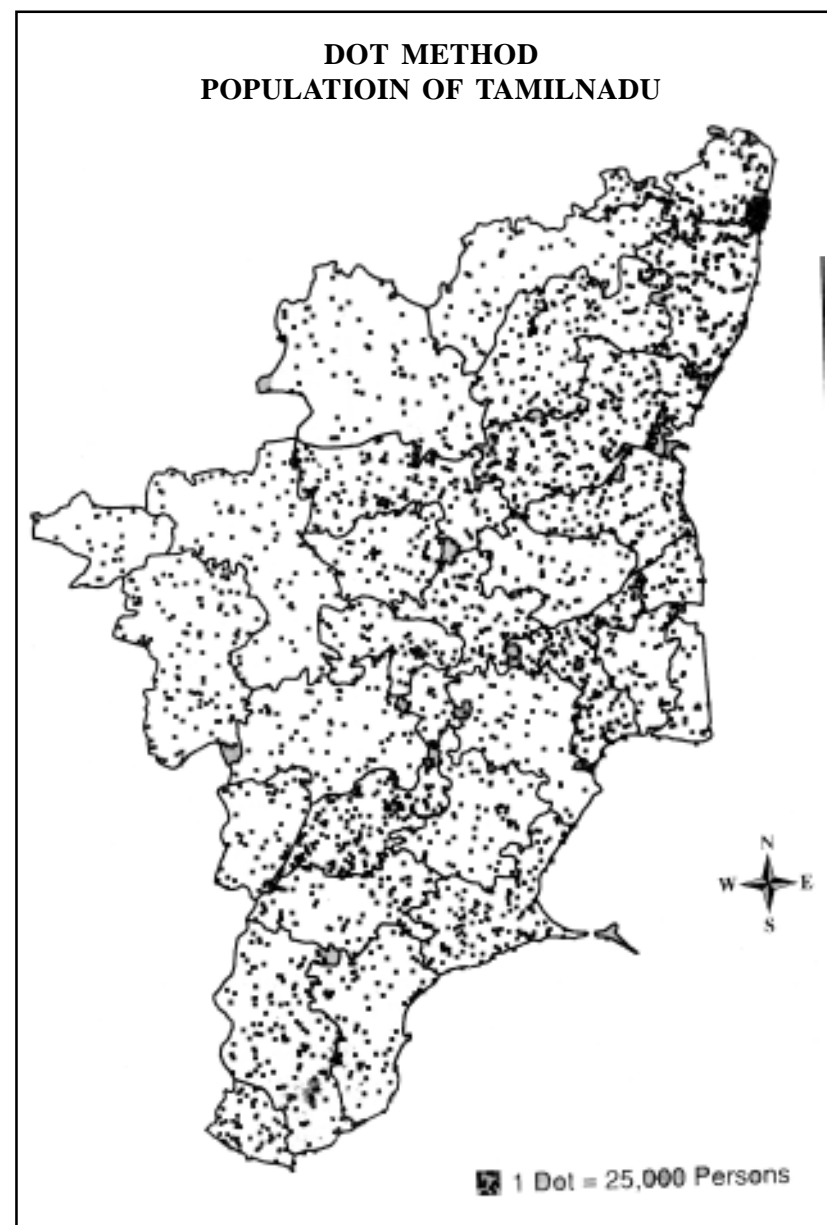 DOT METHOD
POPULATIOIN OF TAMILNADU
N
W E
S
1 Dot = 25,000 Persons